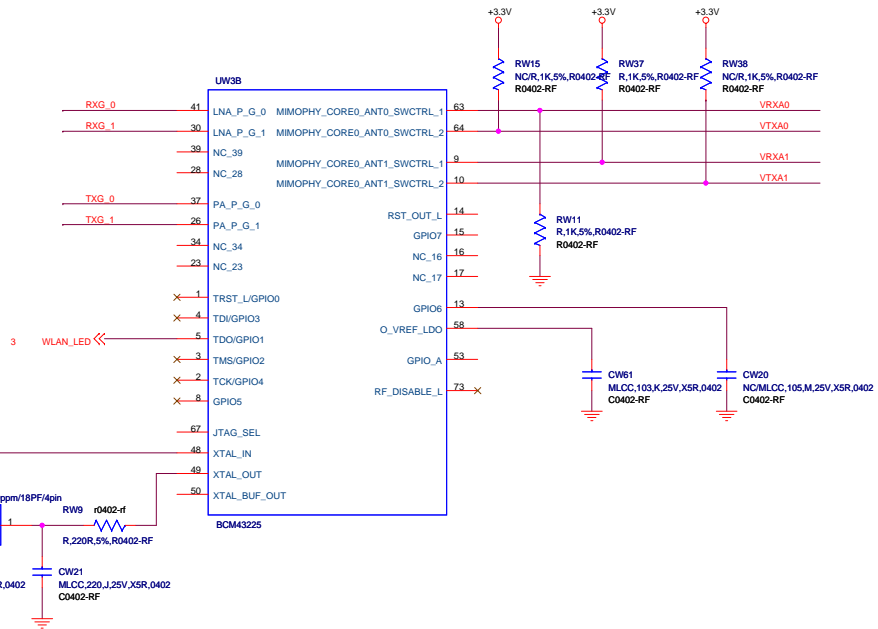 +3.3V +3.3V +3.3V
RW15 RW37 RW38
NC/R,1K,5%,R0402-RF R,1K,5%,R0402-RF NC/R,1K,5%,R0402-RF
R0402-RF R0402-RF R0402-RF
UW3B
RXG_0 41 LNA_P_G_0 MIMOPHY_CORE0_ANT0_SWCTRL_1 63 VRXA0
RXG_1 30 LNA_P_G_1 MIMOPHY_CORE0_ANT0_SWCTRL_2 64 VTXA0
39 NC_39
MIMOPHY_CORE0_ANT1_SWCTRL_1 9 VRXA1
28 NC_28
MIMOPHY_CORE0_ANT1_SWCTRL_2 10 VTXA1
TXG_0 37 PA_P_G_0
RST_OUT_L 14
TXG_1 26 PA_P_G_1
GPIO7 15
RW11
R,1K,5%,R0402-RF
R0402-RF
34 NC_34
NC_16 16
23 NC_23
NC_17 17
1 TRST_L/GPIO0
GPIO6 13
4 TDI/GPIO3
O_VREF_LDO 58
3 WLAN_LED 5 TDO/GPIO1
3 TMS/GPIO2
GPIO_A 53
2 TCK/GPIO4
RF_DISABLE_L 73
8 GPIO5
CW61 CW20
MLCC,103,K,25V,X5R,0402 NC/MLCC,105,M,25V,X5R,0402
C0402-RF C0402-RF
67 JTAG_SEL
48 XTAL_IN
49 XTAL_OUT
50 XTAL_BUF_OUT
BCM43225
ppm/18PF/4pin
RW9 r0402-rf
1
R,220R,5%,R0402-RF
CW21
R,0402 MLCC,220,J,25V,X5R,0402
C0402-RF